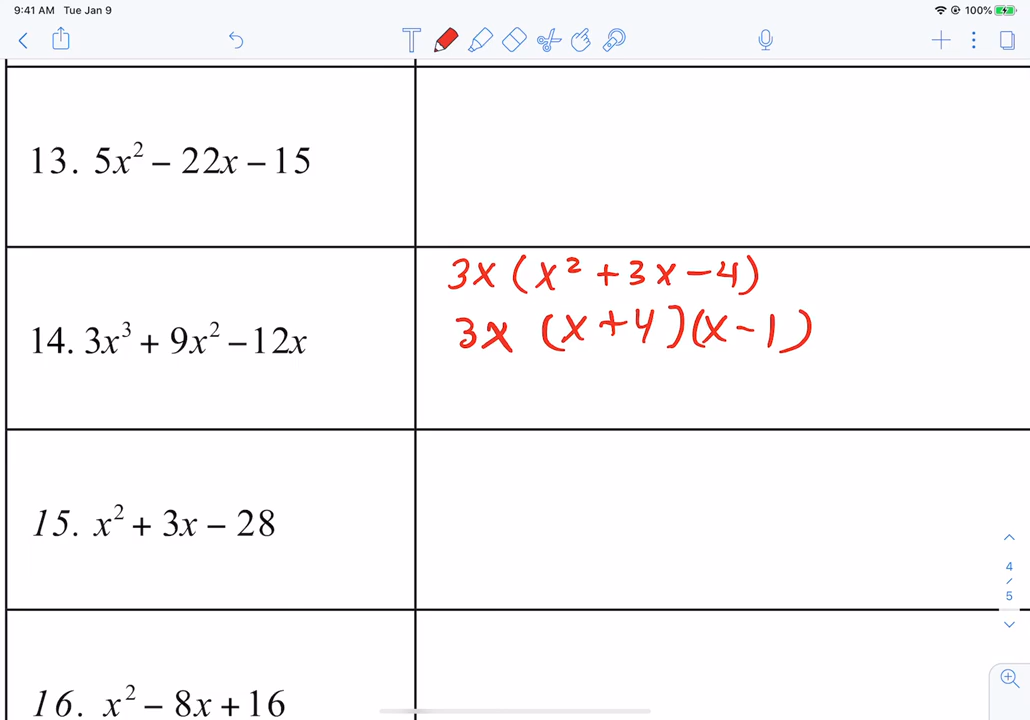 9:41 AM Tue Jan 9 100%
T
13. 5x² – 22x – 15
3x (x² + 3x – 4)
3x (x + 4)(x – 1)
14. 3x³ + 9x² – 12x
15. x² + 3x – 28
4
/
5
16. x² – 8x + 16